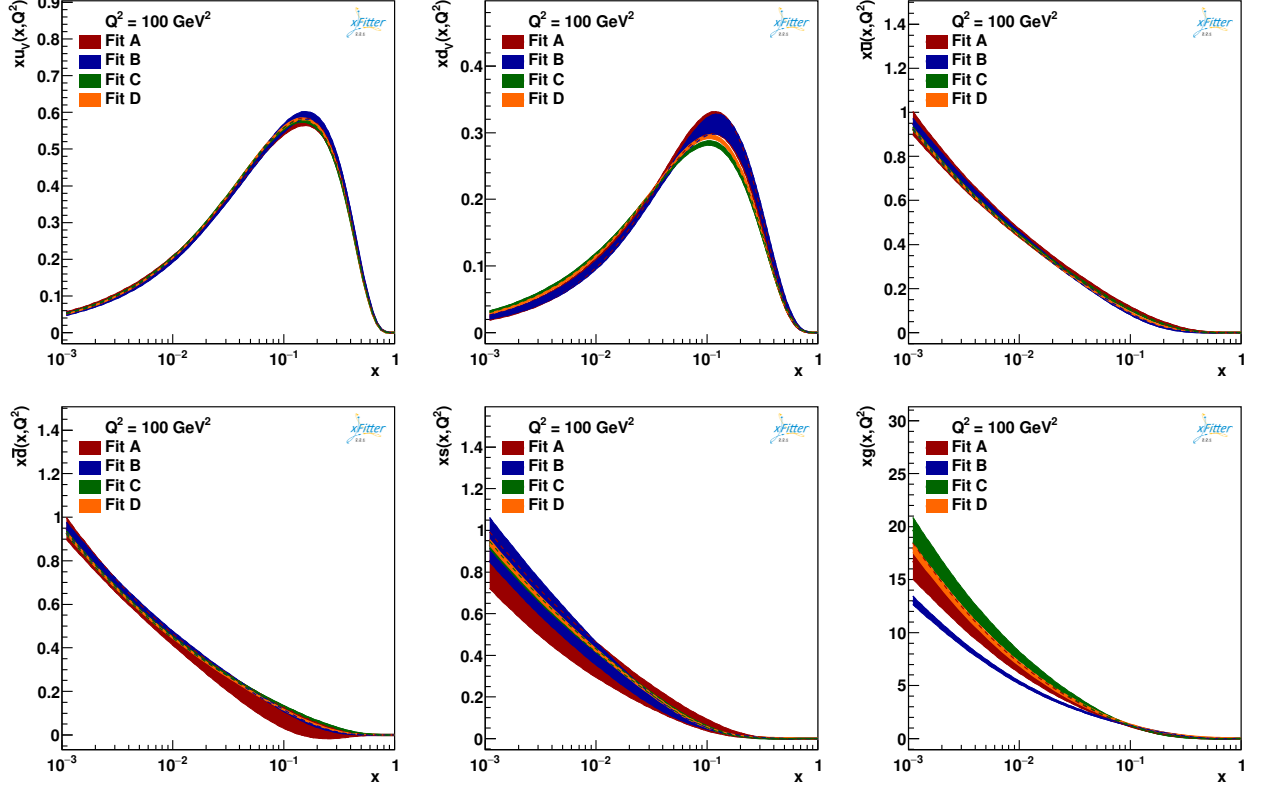 xu_V(x,Q²)
0.9
0.8
0.7
0.6
0.5
0.4
0.3
0.2
0.1
0
Q² = 100 GeV²
Fit A
Fit B
Fit C
Fit D
xFitter
10⁻³
10⁻²
10⁻¹
1
x
xd_V(x,Q²)
0.4
0.3
0.2
0.1
0
Q² = 100 GeV²
Fit A
Fit B
Fit C
Fit D
xFitter
10⁻³
10⁻²
10⁻¹
1
x
xu̅(x,Q²)
1.4
1.2
1
0.8
0.6
0.4
0.2
0
Q² = 100 GeV²
Fit A
Fit B
Fit C
Fit D
xFitter
10⁻³
10⁻²
10⁻¹
1
x
xd̅(x,Q²)
1.4
1.2
1
0.8
0.6
0.4
0.2
0
Q² = 100 GeV²
Fit A
Fit B
Fit C
Fit D
xFitter
10⁻³
10⁻²
10⁻¹
1
x
xs(x,Q²)
1.4
1.2
1
0.8
0.6
0.4
0.2
0
Q² = 100 GeV²
Fit A
Fit B
Fit C
Fit D
xFitter
10⁻³
10⁻²
10⁻¹
1
x
xg(x,Q²)
30
25
20
15
10
5
0
Q² = 100 GeV²
Fit A
Fit B
Fit C
Fit D
xFitter
10⁻³
10⁻²
10⁻¹
1
x